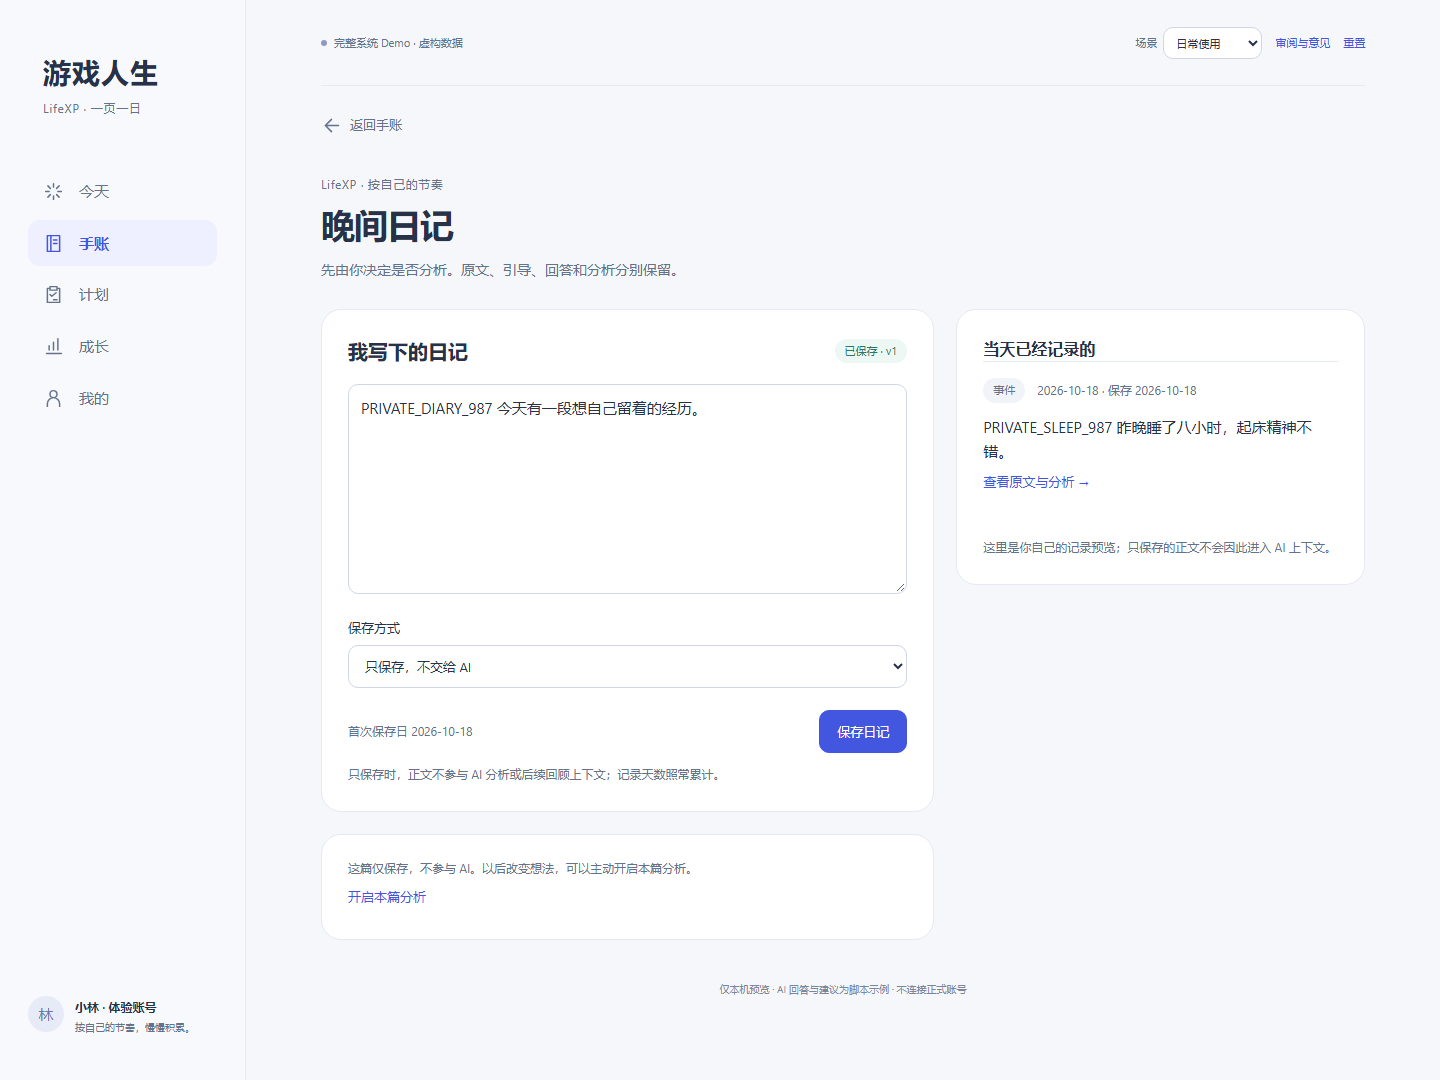 游戏人生
LifeXP · 一页一日
今天
手账
计划
成长
我的
林
小林 · 体验账号
按自己的节奏，慢慢积累。
完整系统 Demo · 虚构数据
场景
日常使用
审阅与意见
重置
返回手账
LifeXP · 按自己的节奏
晚间日记
先由你决定是否分析。原文、引导、回答和分析分别保留。
我写下的日记
已保存 · v1
PRIVATE_DIARY_987 今天有一段想自己留着的经历。
保存方式
只保存，不交给 AI
首次保存日 2026-10-18
保存日记
只保存时，正文不参与 AI 分析或后续回顾上下文；记录天数照常累计。
这篇仅保存，不参与 AI。以后改变想法，可以主动开启本篇分析。
开启本篇分析
当天已经记录的
事件
2026-10-18 · 保存 2026-10-18
PRIVATE_SLEEP_987 昨晚睡了八小时，起床精神不
错。
查看原文与分析 →
这里是你自己的记录预览；只保存的正文不会因此进入 AI 上下文。
仅本机预览 · AI 回答与建议为脚本示例 · 不连接正式账号